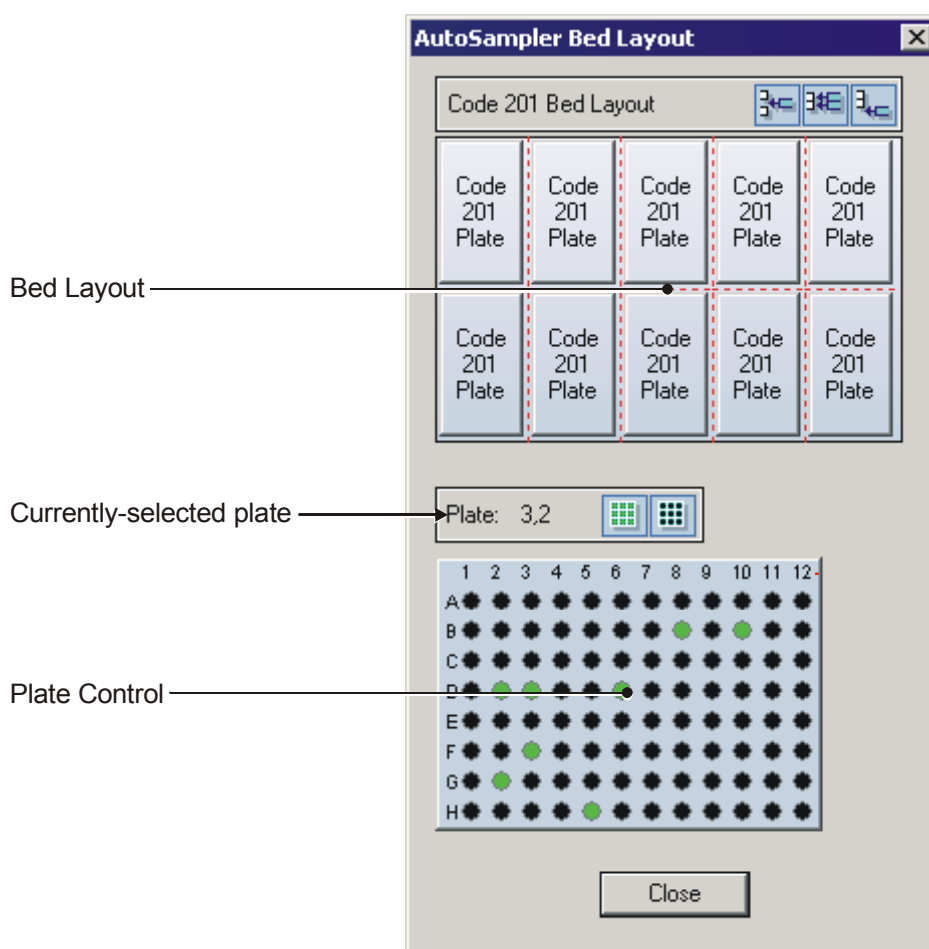 AutoSampler Bed Layout
Code 201 Bed Layout
Code 201 Plate
Code 201 Plate
Code 201 Plate
Code 201 Plate
Code 201 Plate
Bed Layout
Code 201 Plate
Code 201 Plate
Code 201 Plate
Code 201 Plate
Code 201 Plate
Currently-selected plate
Plate: 3,2
1 2 3 4 5 6 7 8 9 10 11 12
A
B
C
Plate Control
D
E
F
G
H
Close